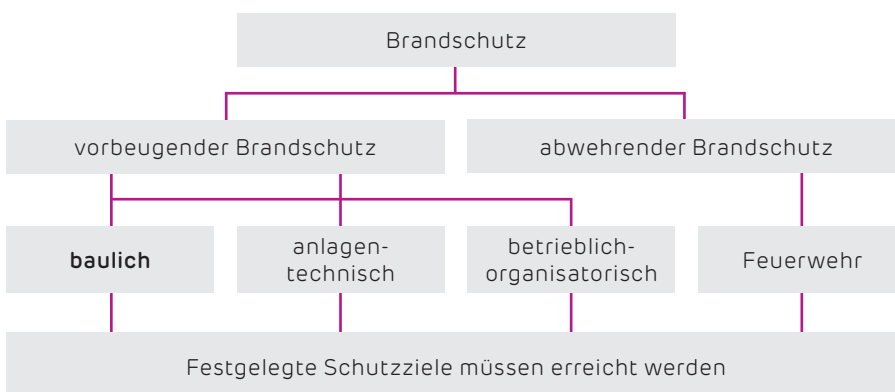 Brandschutz
vorbeugender Brandschutz
abwehrender Brandschutz
baulich
anlagen-
technisch
betrieblich-
organisatorisch
Feuerwehr
Festgelegte Schutzziele müssen erreicht werden